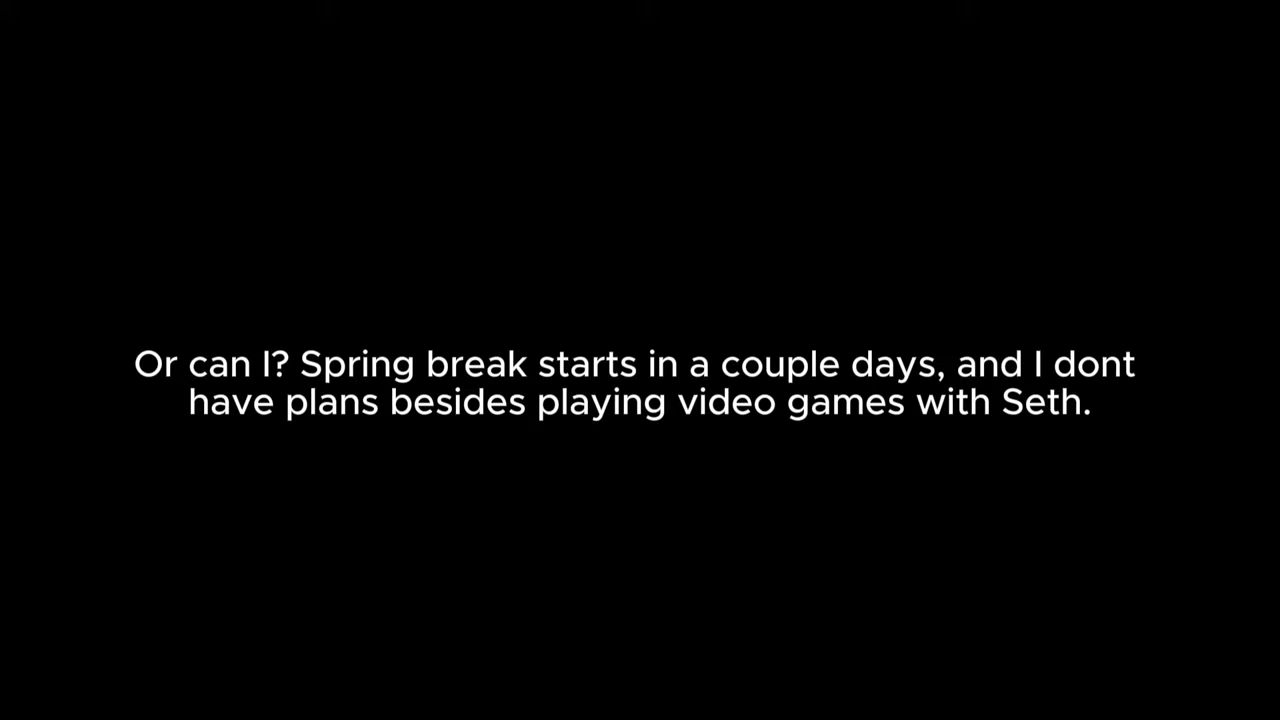 Or can I? Spring break starts in a couple days, and I dont
have plans besides playing video games with Seth.